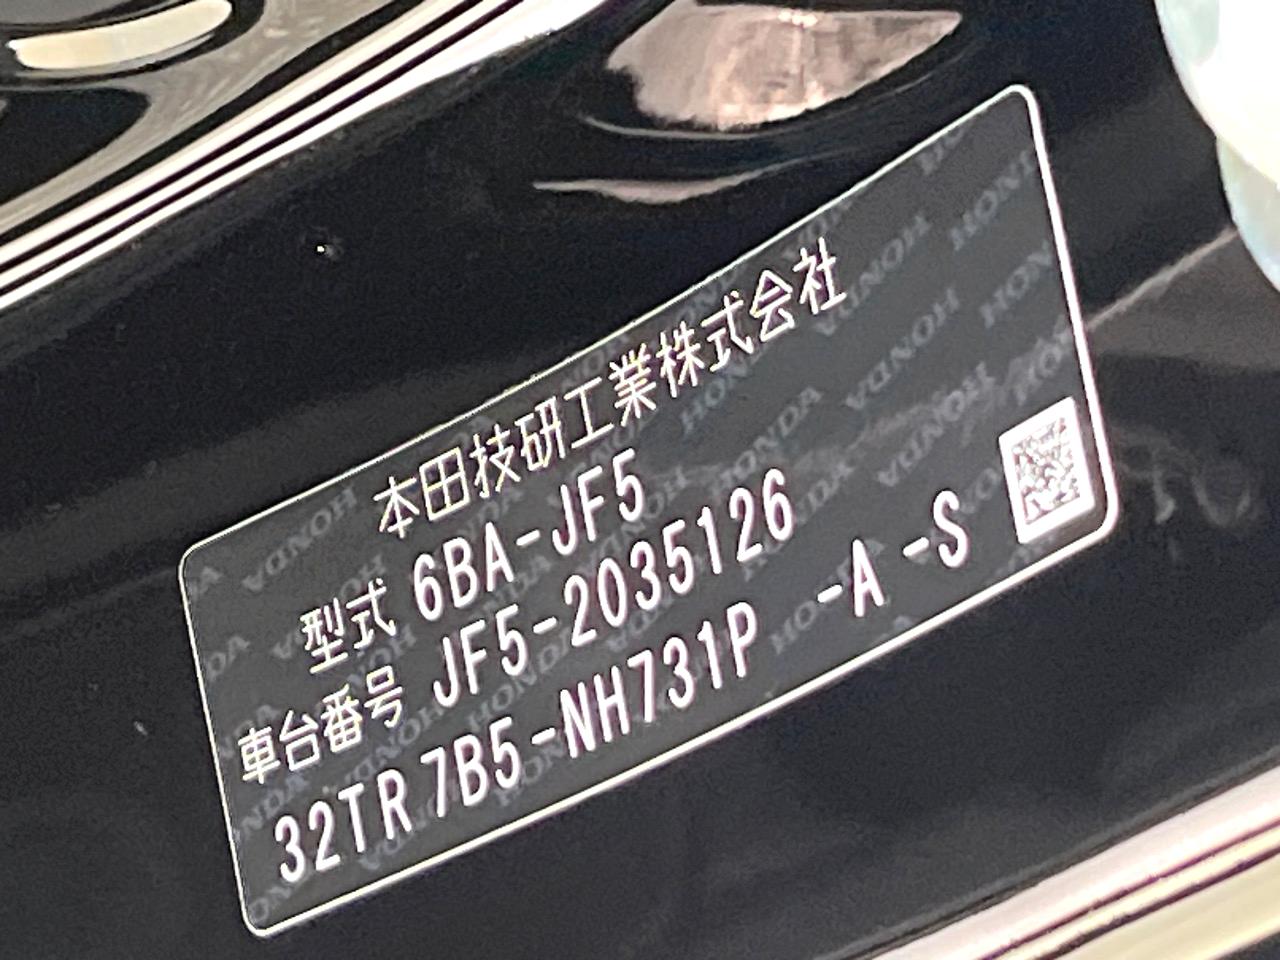 本田技研工業株式会社
型式 6BA-JF5
車台番号 JF5-2035126
32TR 7B5-NH731P -A -S